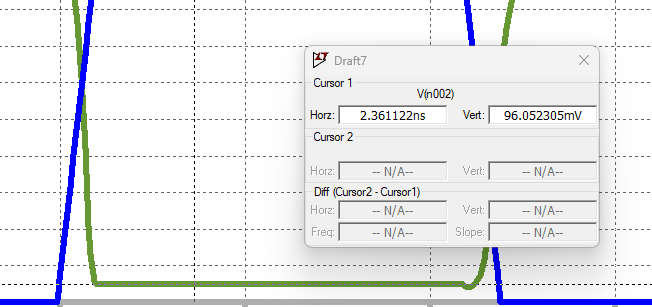 Draft7
Cursor 1
V(n002)
Horz: 2.361122ns Vert: 96.052305mV
Cursor 2
Horz: -- N/A-- Vert: -- N/A--
Diff (Cursor2 - Cursor1)
Horz: -- N/A-- Vert: -- N/A--
Freq: -- N/A-- Slope: -- N/A--